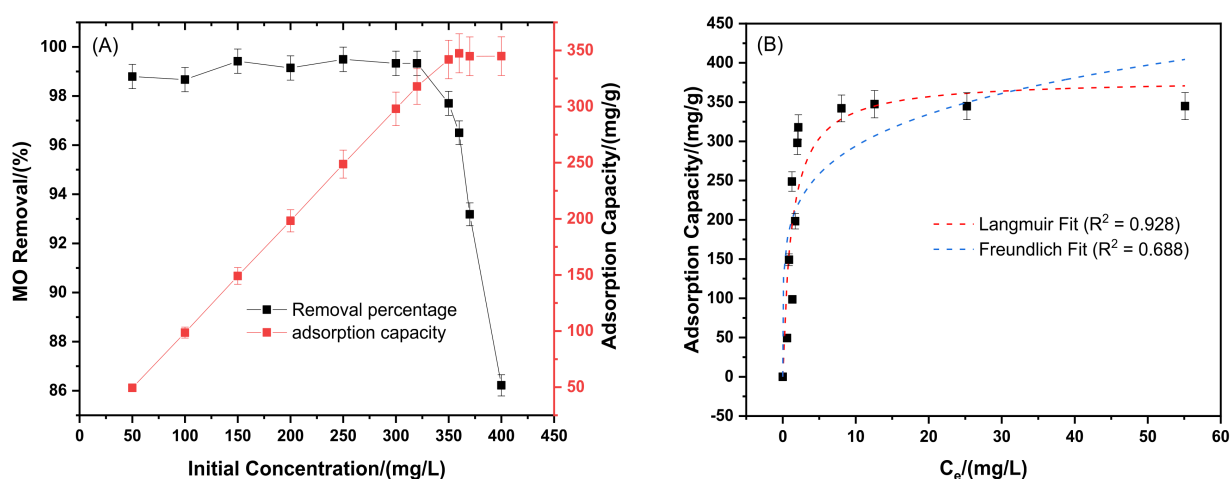 (A)
MO Removal/(%)
100
98
96
94
92
90
88
86
0 50 100 150 200 250 300 350 400 450
Initial Concentration/(mg/L)
Removal percentage
adsorption capacity
350
300
250
200
150
100
50
Adsorption Capacity/(mg/g)
(B)
Adsorption Capacity/(mg/g)
450
400
350
300
250
200
150
100
50
0
-50
0 10 20 30 40 50 60
Cₑ/(mg/L)
Langmuir Fit (R² = 0.928)
Freundlich Fit (R² = 0.688)